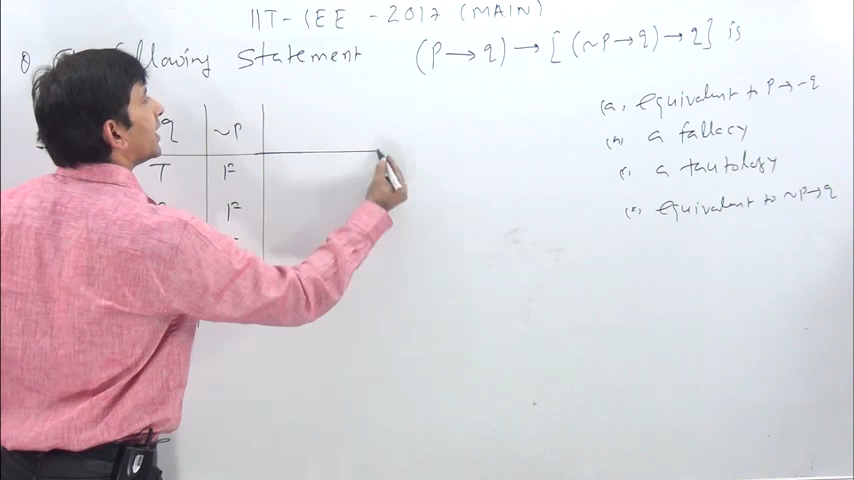 IIT-JEE - 2017 (MAIN)
Q following statement (P → q) → [(~P → q) → q] is
(a) equivalent to P → ~q
(b) a fallacy
(c) a tautology
(d) equivalent to ~P → q
q ~P
T F
F